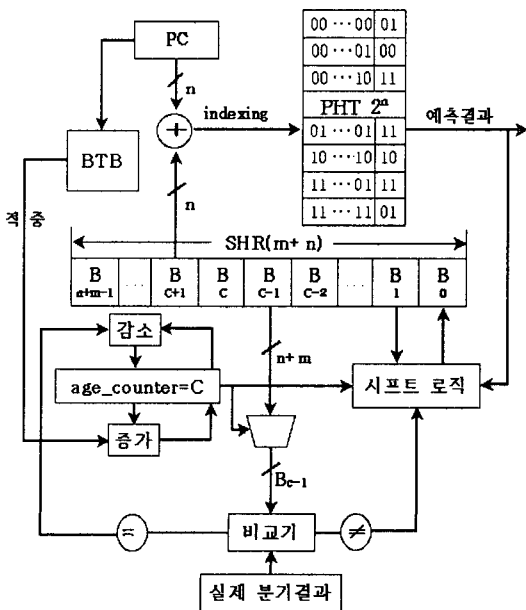 PC
n
BTB
적중
+
indexing
n
00⋯00 01
00⋯01 00
00⋯10 11
PHT 2ⁿ
01⋯01 11
10⋯10 10
11⋯01 11
11⋯11 01
예측결과
SHR(m+n)
B n+m-1
⋯
B C+1
B C
B C-1
B C-2
⋯
B 1
B 0
감소
age_counter=C
증가
n+m
시프트 로직
B C-1
=
비교기
≠
실제 분기결과